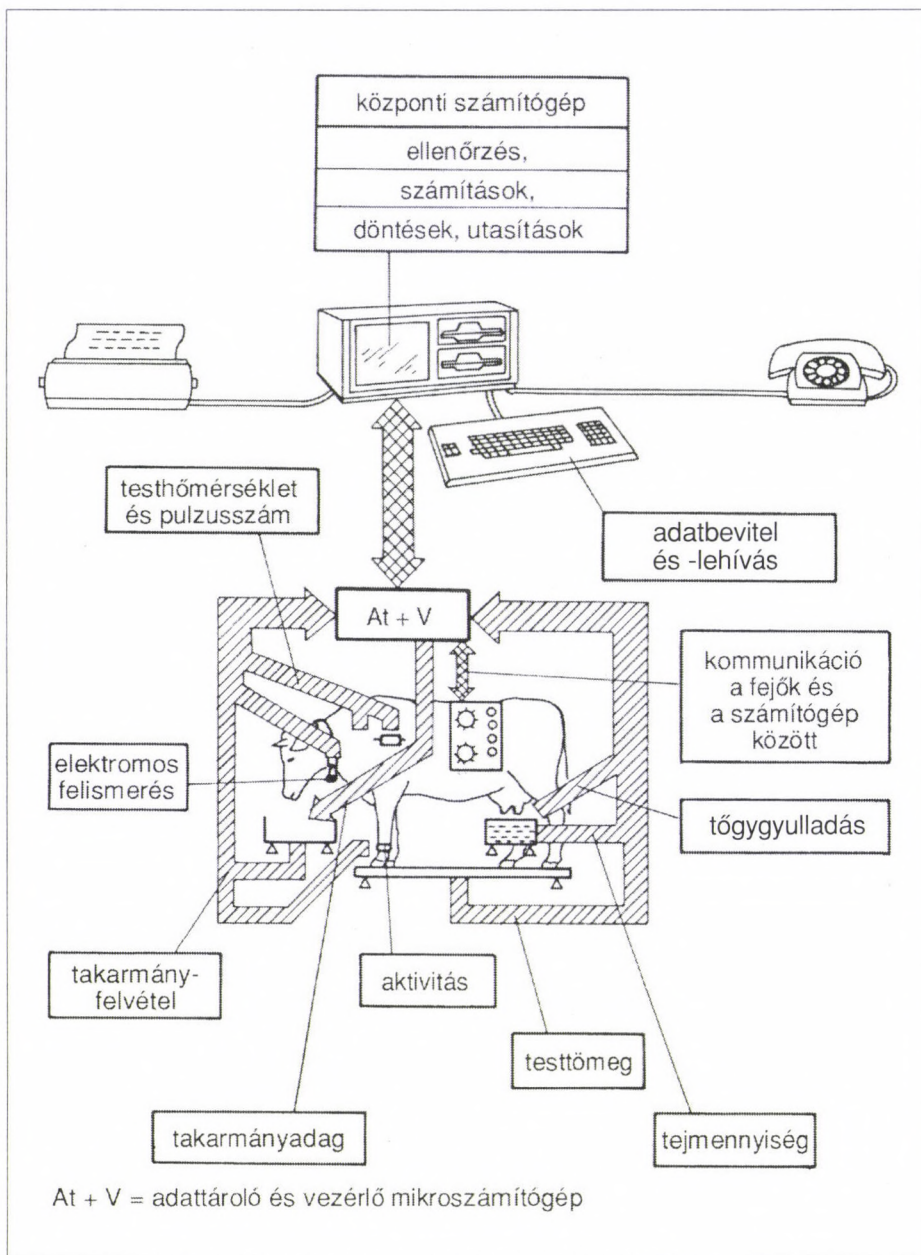 központi számítógép
ellenőrzés,
számítások,
döntések, utasítások
testhőmérséklet
és pulzusszám
adatbevitel
és -lehívás
At + V
kommunikáció
a fejők és
a számítógép
között
elektromos
felismerés
tőgygyulladás
takarmány-
felvétel
aktivitás
testtömeg
takarmányadag
tejmennyiség
At + V = adattároló és vezérlő mikroszámítógép